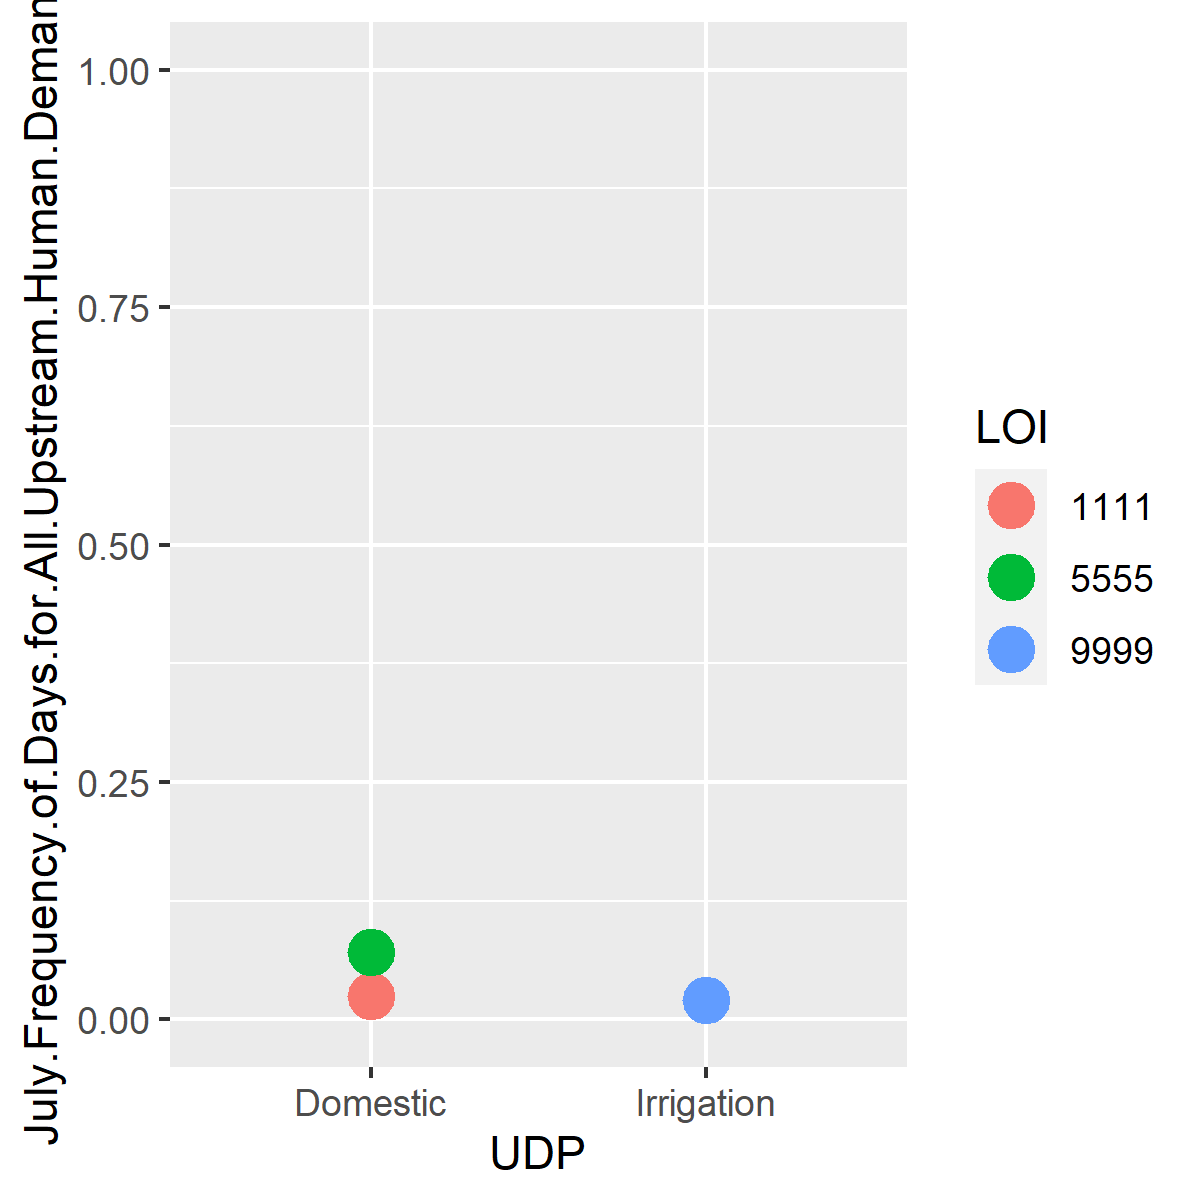 July.Frequency.of.Days.for.All.Upstream.Human.Deman
1.00
0.75
0.50
0.25
0.00
Domestic
Irrigation
UDP
LOI
1111
5555
9999